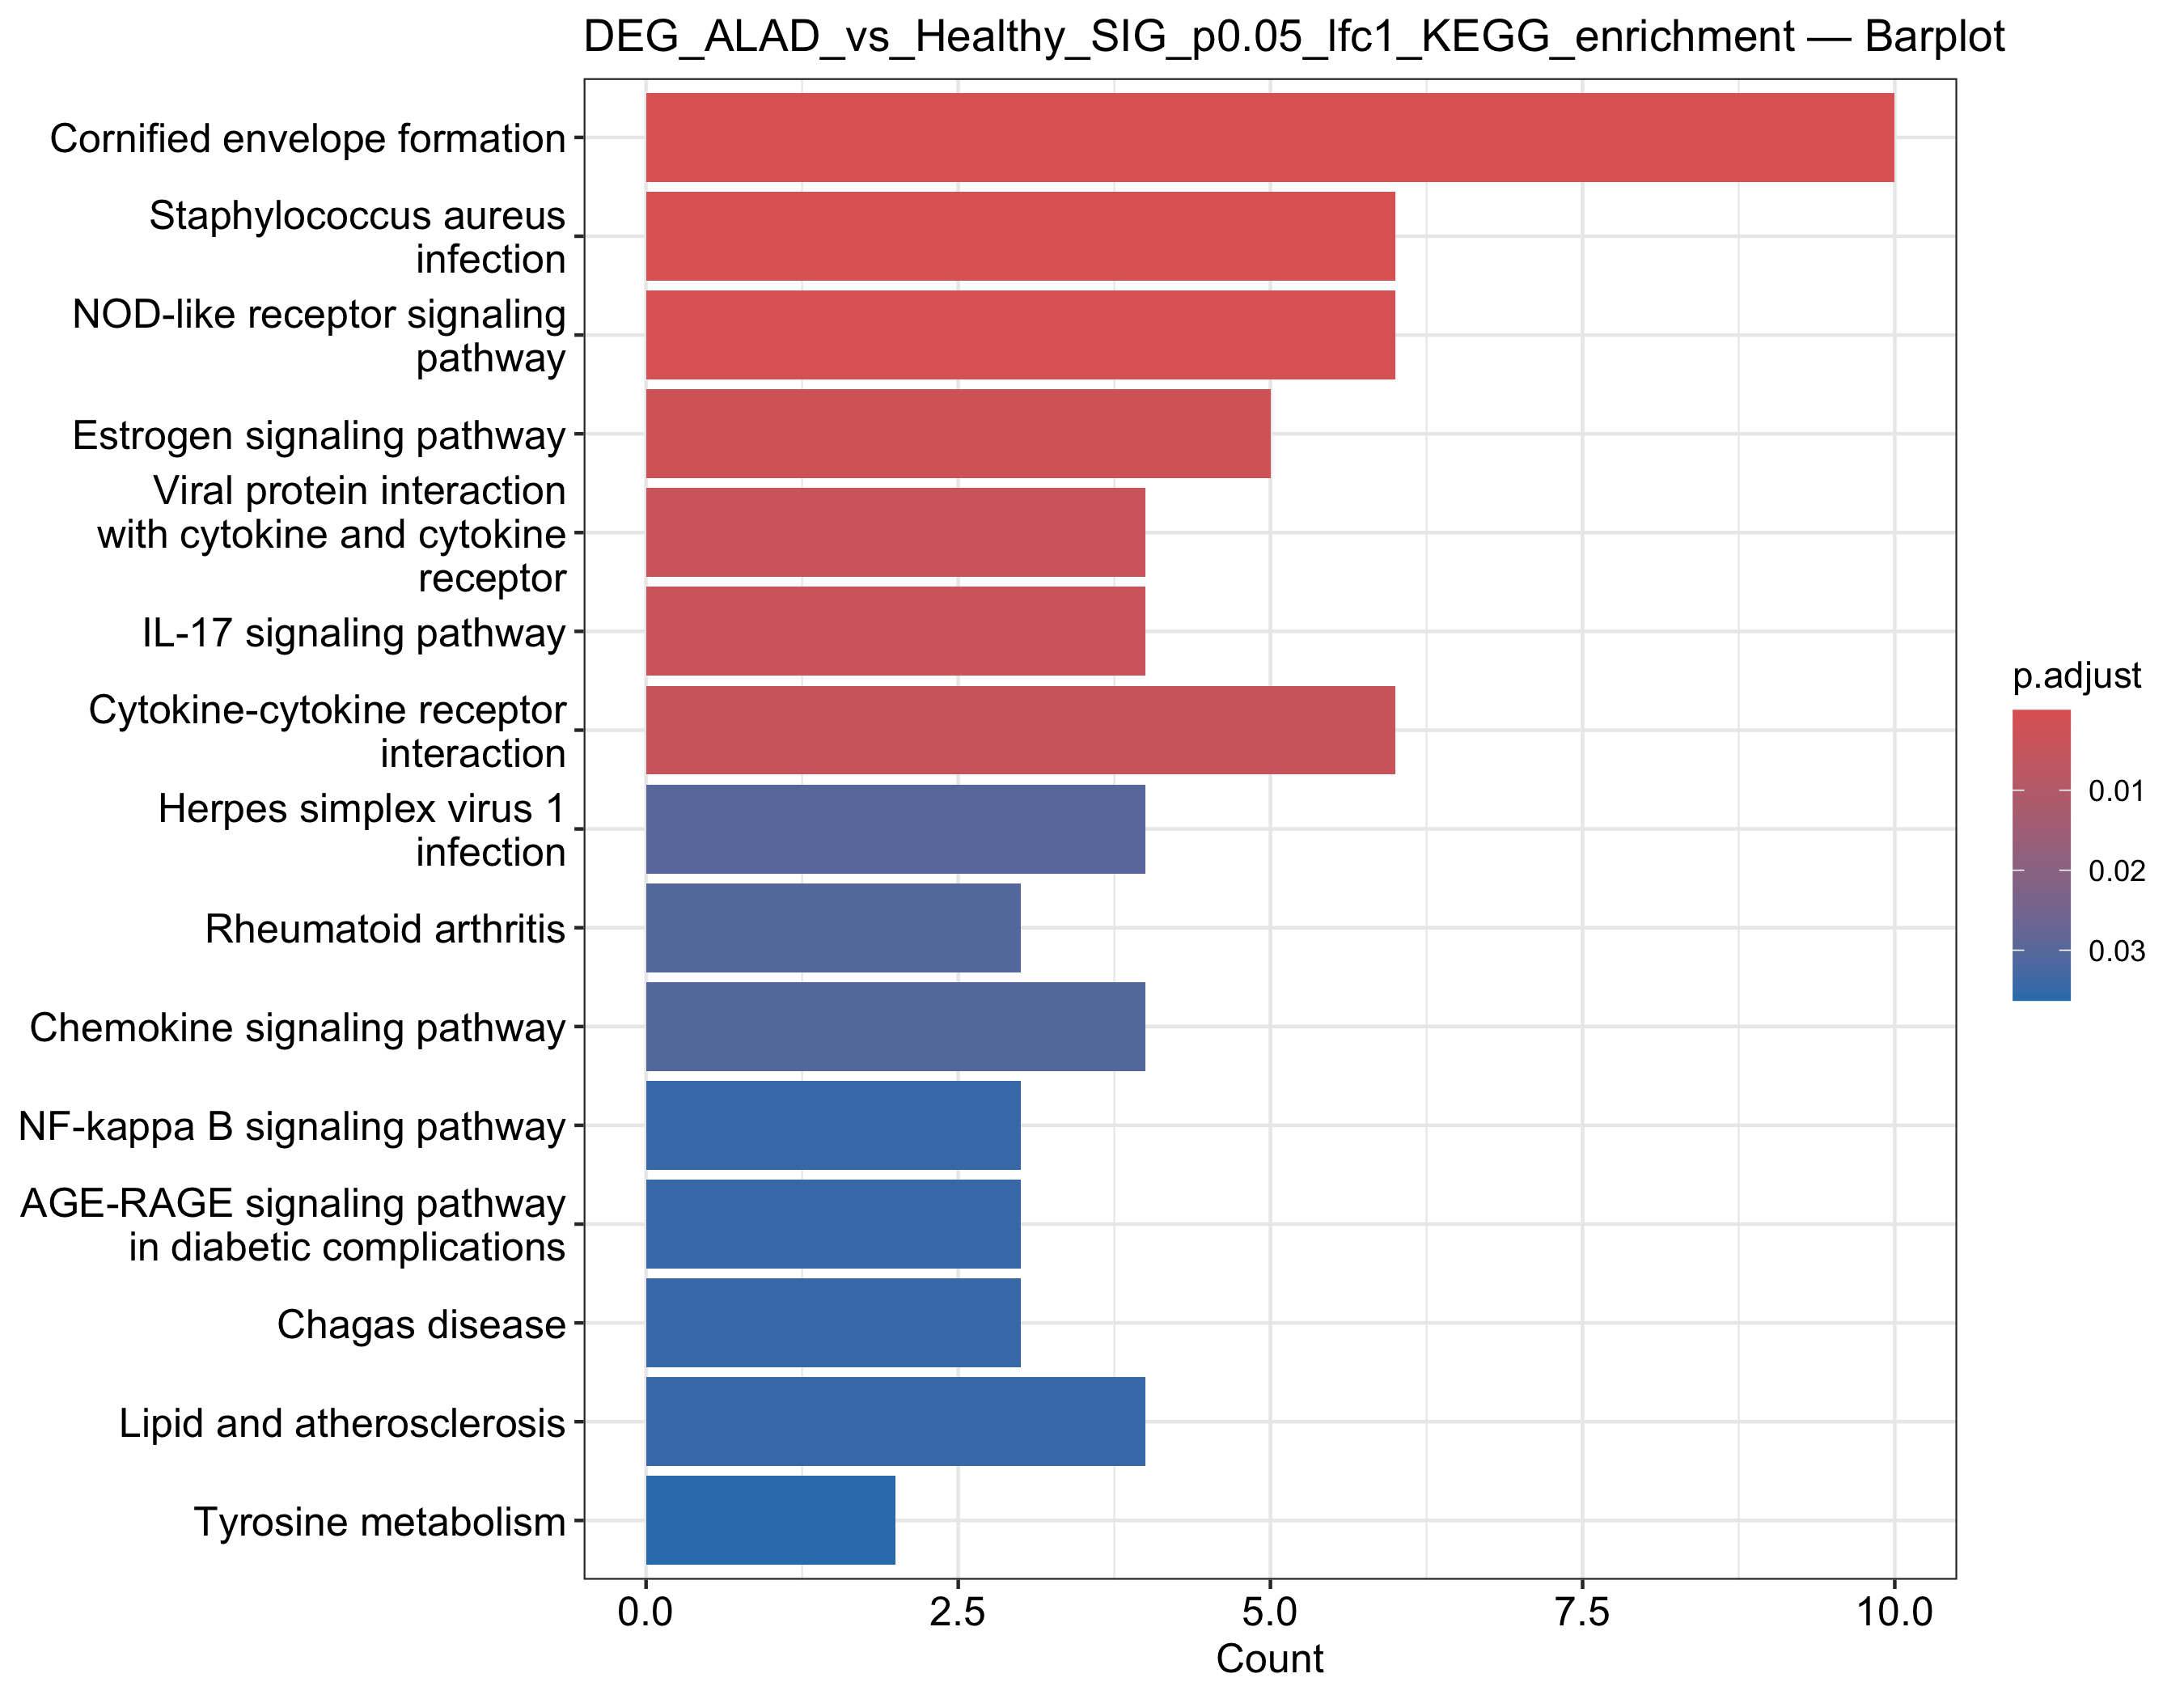 DEG_ALAD_vs_Healthy_SIG_p0.05_lfc1_KEGG_enrichment — Barplot
Cornified envelope formation
Staphylococcus aureus
infection
NOD-like receptor signaling
pathway
Estrogen signaling pathway
Viral protein interaction
with cytokine and cytokine
receptor
IL-17 signaling pathway
Cytokine-cytokine receptor
interaction
Herpes simplex virus 1
infection
Rheumatoid arthritis
Chemokine signaling pathway
NF-kappa B signaling pathway
AGE-RAGE signaling pathway
in diabetic complications
Chagas disease
Lipid and atherosclerosis
Tyrosine metabolism
0.0 2.5 5.0 7.5 10.0
Count
p.adjust
0.01
0.02
0.03